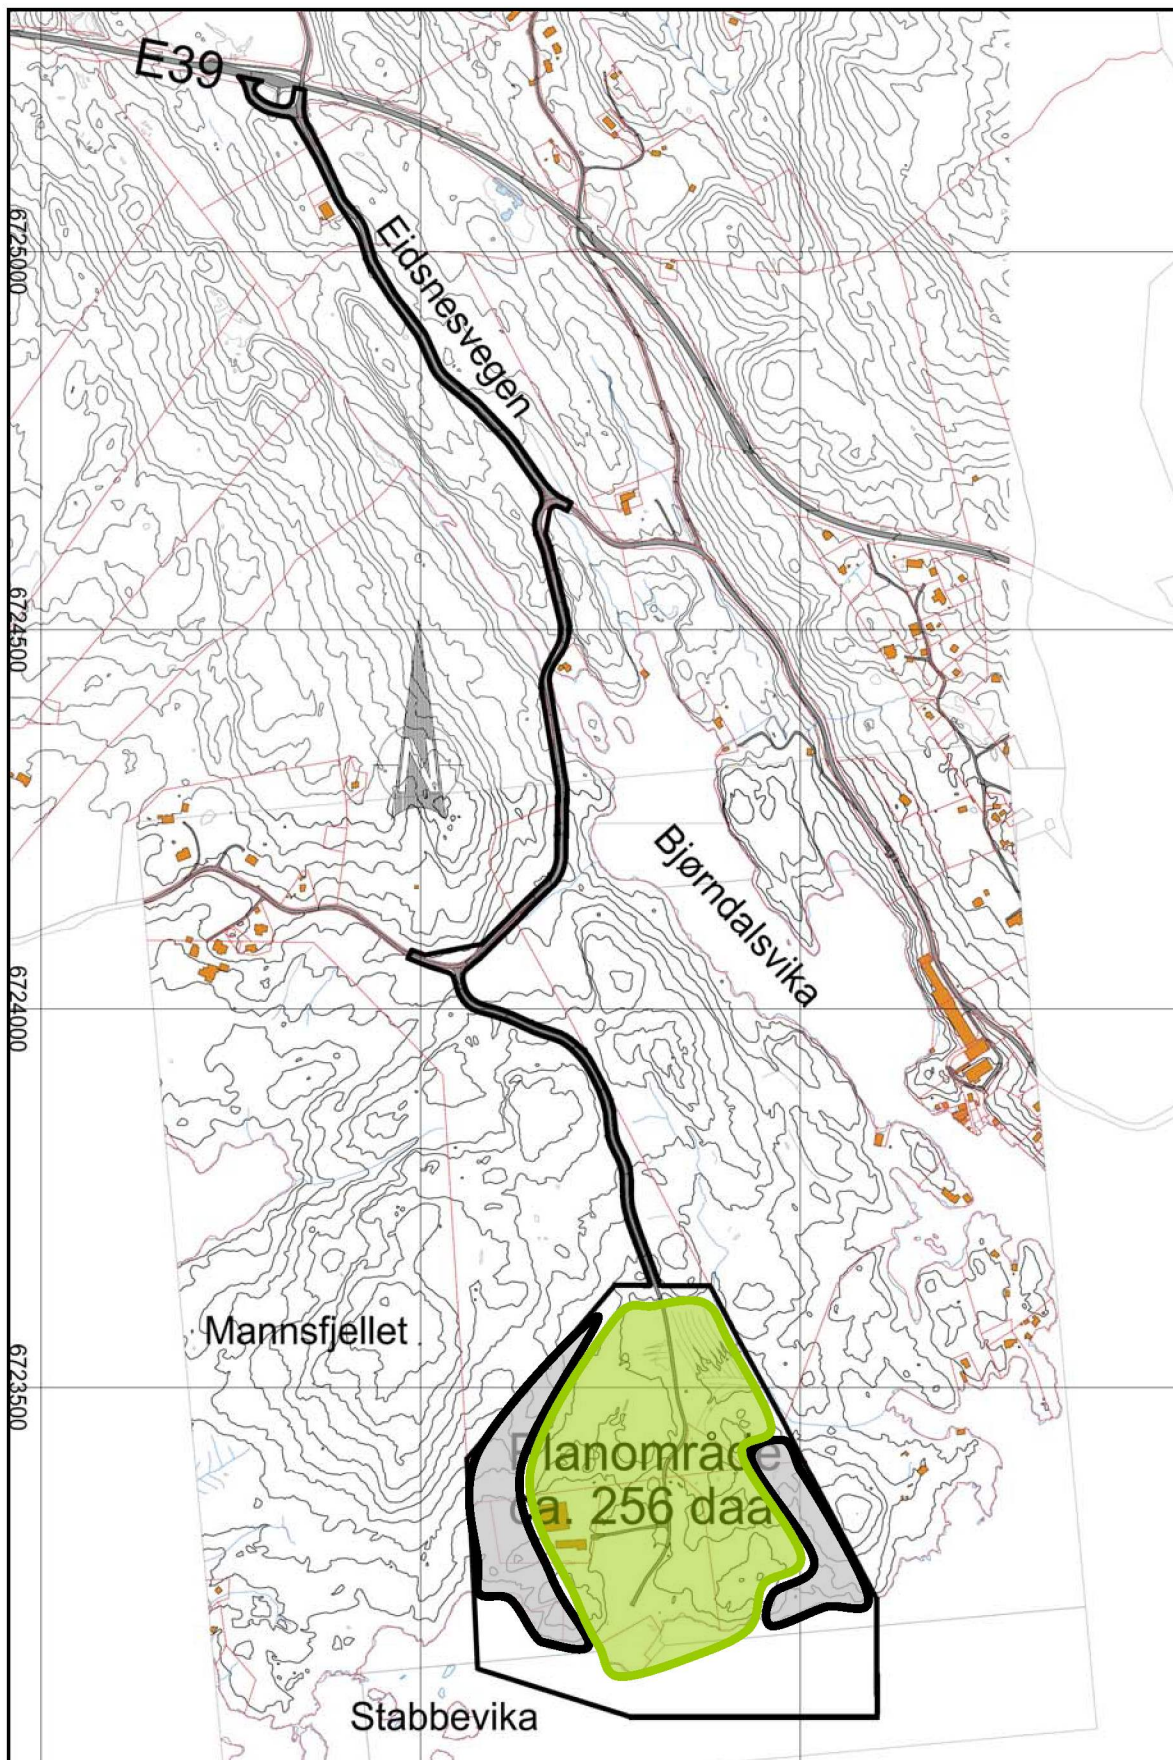 E39
Eidsnesvegen
6725000
6724500
N
Bjørndalsvika
6724000
Mannsfjellet
6723500
Planområde
ca. 256 daa
Stabbevika